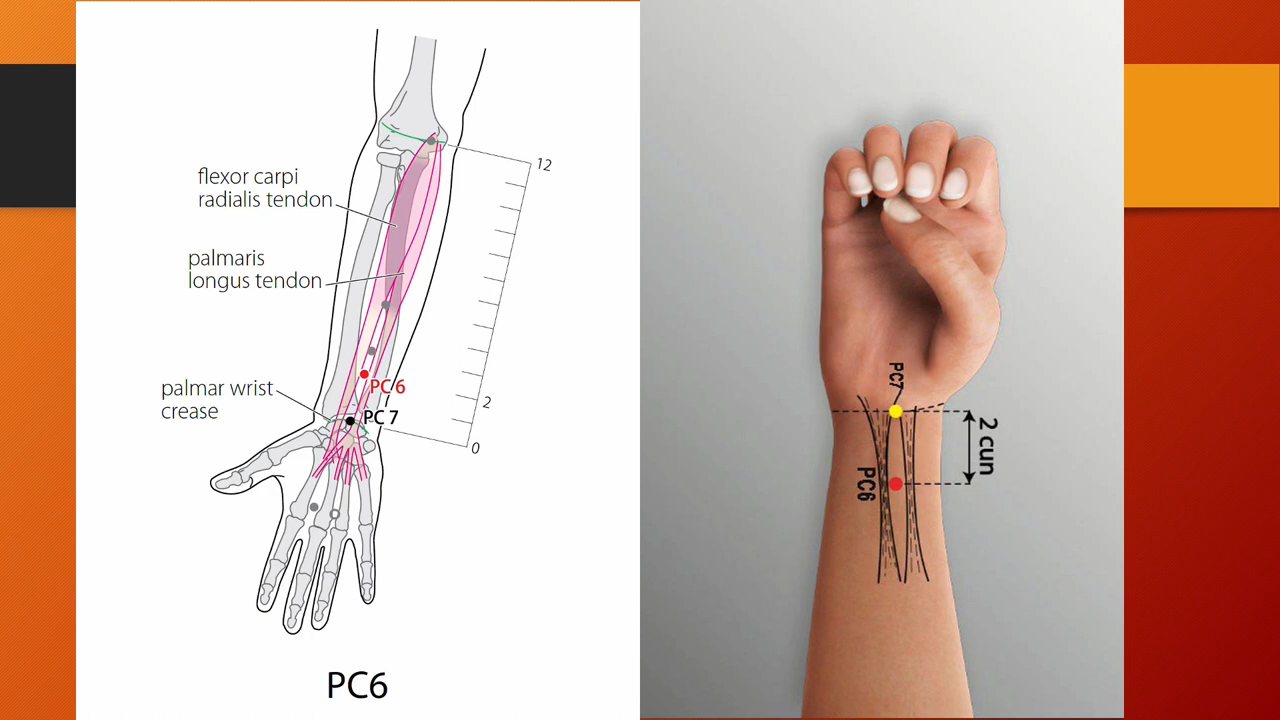 flexor carpi
radialis tendon
palmaris
longus tendon
palmar wrist
crease
12
2
0
PC 6
PC 7
PC6
PC7
PC6
2 cun